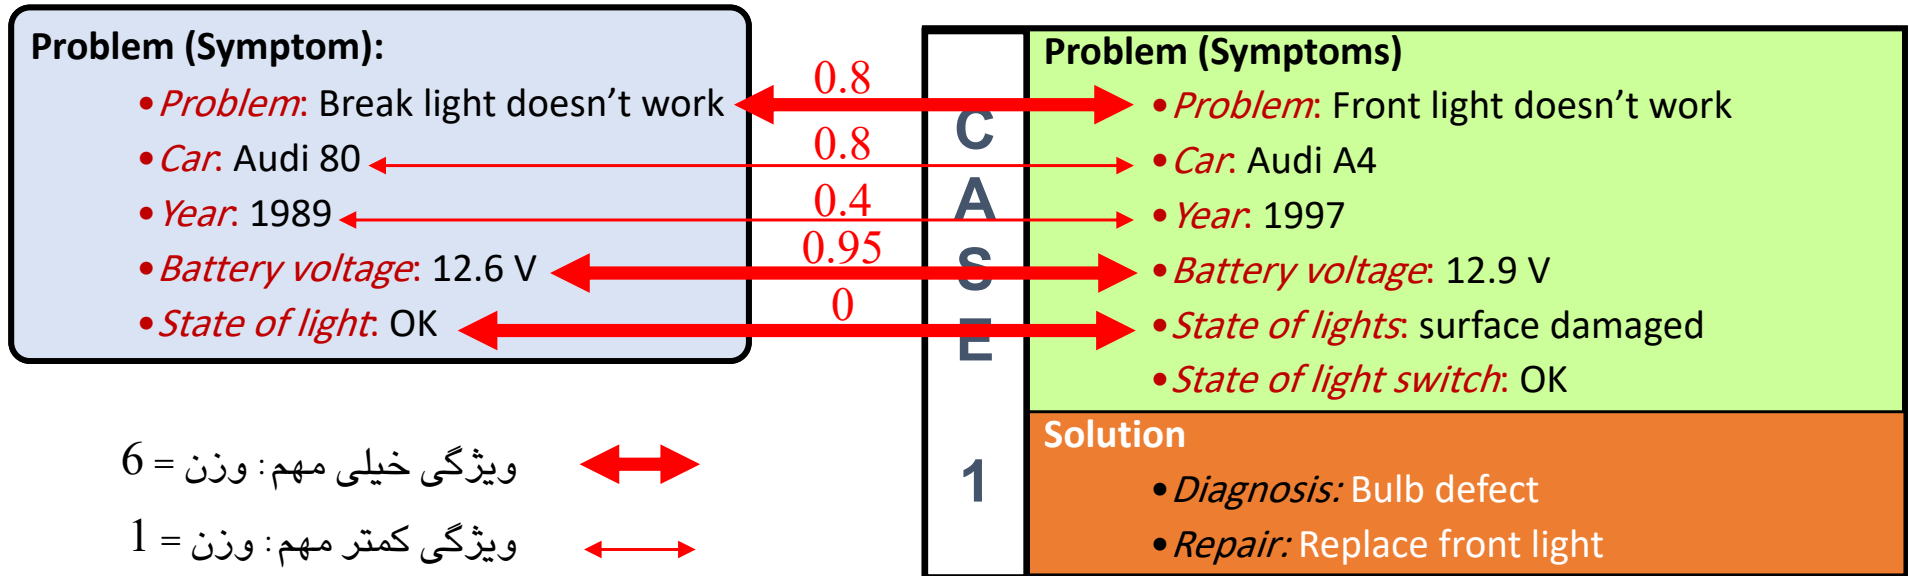 Problem (Symptom):
•Problem: Break light doesn’t work
•Car: Audi 80
•Year: 1989
•Battery voltage: 12.6 V
•State of light: OK
0.8
0.8
0.4
0.95
0
CASE 1
Problem (Symptoms)
•Problem: Front light doesn’t work
•Car: Audi A4
•Year: 1997
•Battery voltage: 12.9 V
•State of lights: surface damaged
•State of light switch: OK
Solution
•Diagnosis: Bulb defect
•Repair: Replace front light
ویژگی خیلی مهم: وزن = 6
ویژگی کمتر مهم: وزن = 1